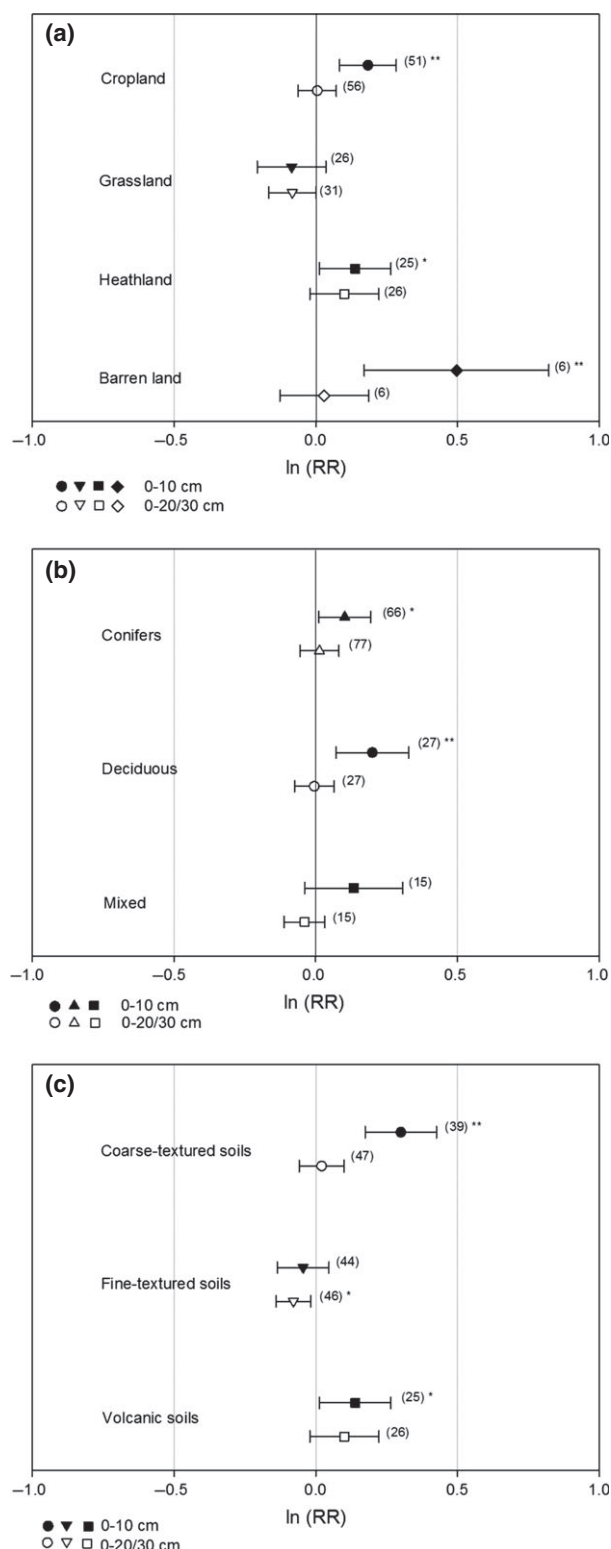 (a)
(51) **
Cropland
(56)
(26)
Grassland
(31)
(25) *
Heathland
(26)
(6) **
Barren land
(6)
−1.0 −0.5 0.0 0.5 1.0
ln (RR)
0-10 cm
0-20/30 cm
(b)
(66) *
Conifers
(77)
(27) **
Deciduous
(27)
(15)
Mixed
(15)
−1.0 −0.5 0.0 0.5 1.0
ln (RR)
0-10 cm
0-20/30 cm
(c)
(39) **
Coarse-textured soils
(47)
(44)
Fine-textured soils
(46) *
(25) *
Volcanic soils
(26)
−1.0 −0.5 0.0 0.5 1.0
ln (RR)
0-10 cm
0-20/30 cm